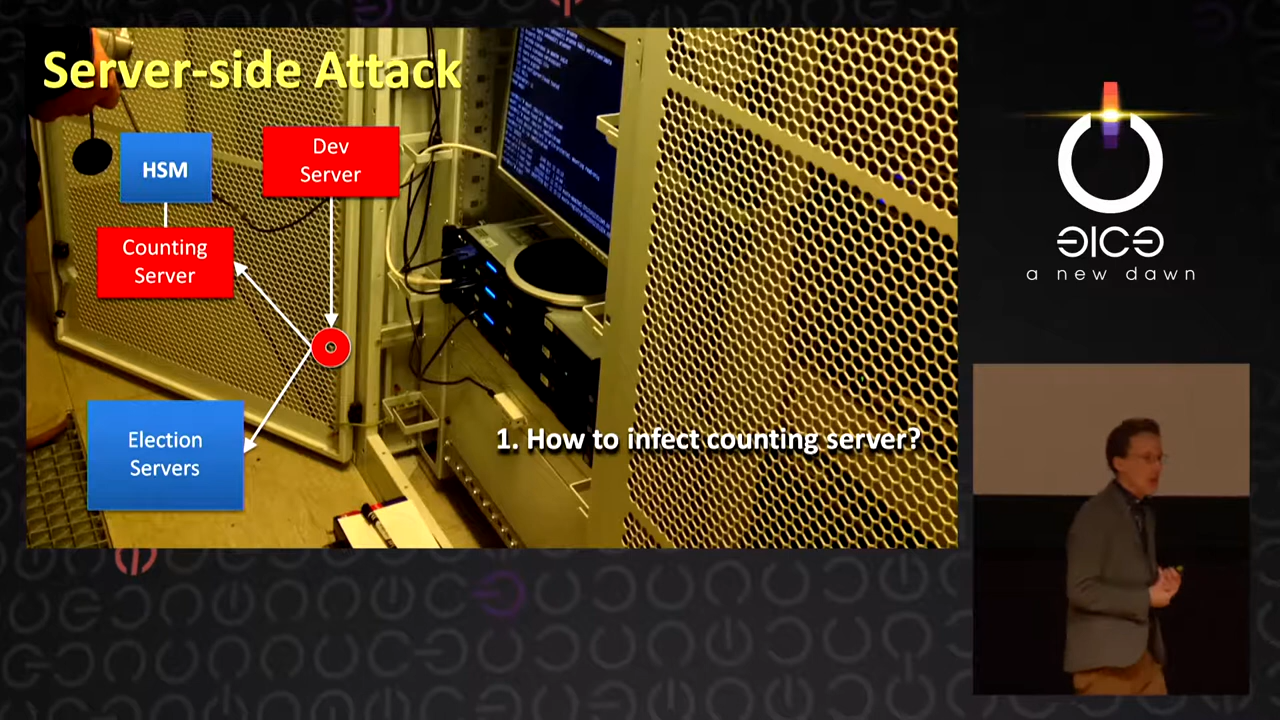 Server-side Attack
HSM
Dev
Server
Counting
Server
Election
Servers
1. How to infect counting server?
a new dawn